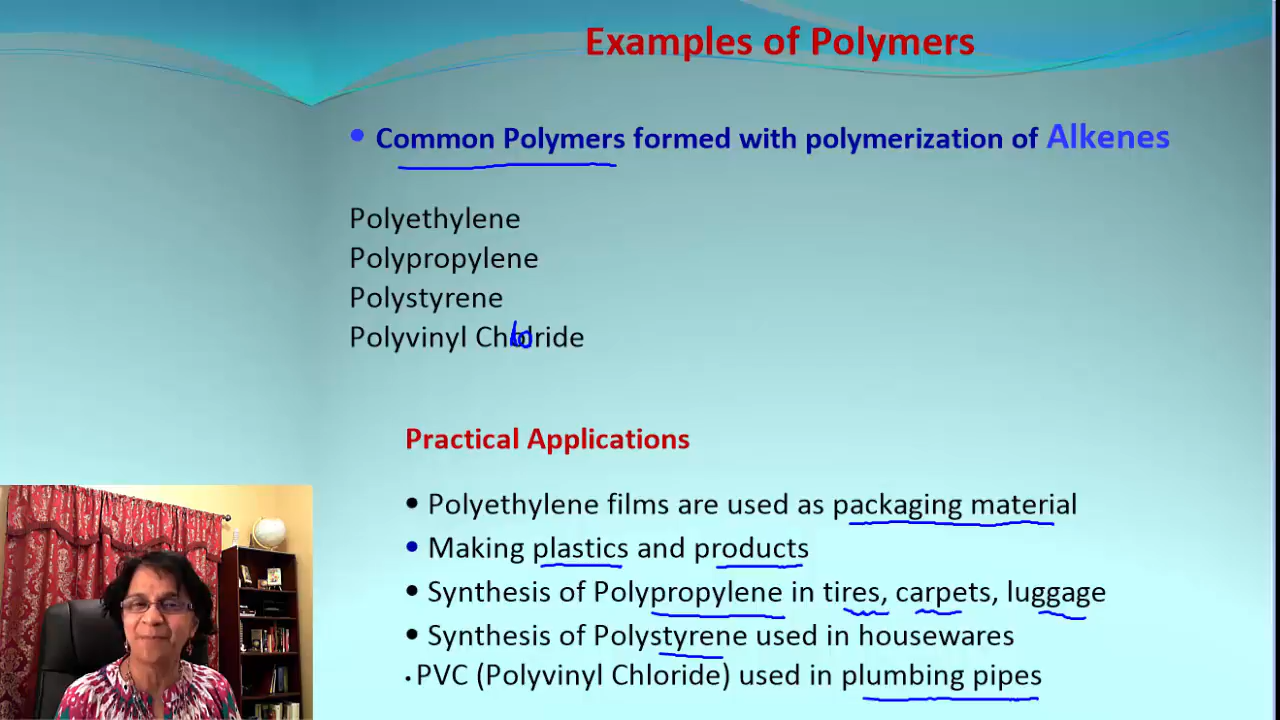 Examples of Polymers
• Common Polymers formed with polymerization of Alkenes
Polyethylene
Polypropylene
Polystyrene
Polyvinyl Chloride
Practical Applications
• Polyethylene films are used as packaging material
• Making plastics and products
• Synthesis of Polypropylene in tires, carpets, luggage
• Synthesis of Polystyrene used in housewares
• PVC (Polyvinyl Chloride) used in plumbing pipes